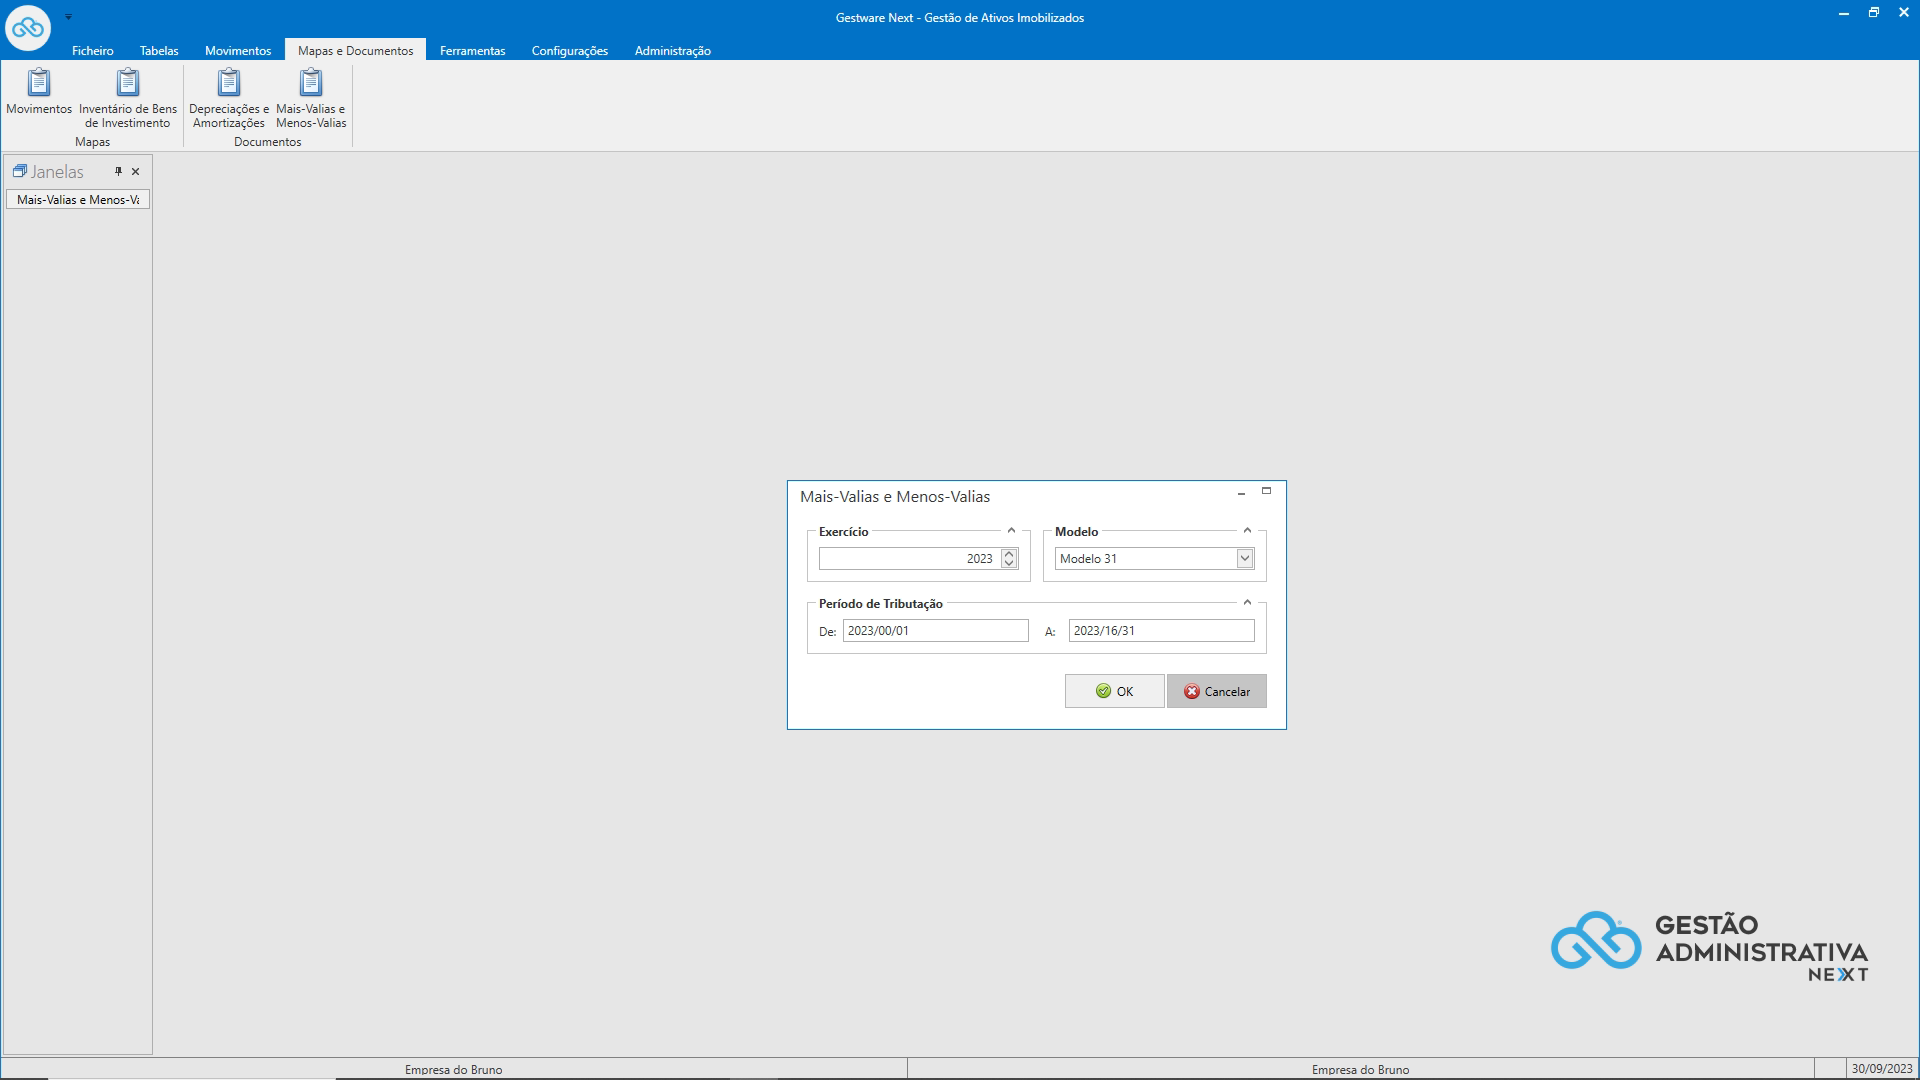 Gestware Next - Gestão de Ativos Imobilizados
Ficheiro Tabelas Movimentos Mapas e Documentos Ferramentas Configurações Administração
Movimentos
Inventário de Bens
de Investimento
Mapas
Depreciações e
Amortizações
Mais-Valias e
Menos-Valias
Documentos
Janelas
Mais-Valias e Menos-Va
Mais-Valias e Menos-Valias
Exercício
2023
Modelo
Modelo 31
Período de Tributação
De: 2023/00/01 A: 2023/16/31
OK Cancelar
GESTÃO
ADMINISTRATIVA
NEXT
Empresa do Bruno Empresa do Bruno 30/09/2023